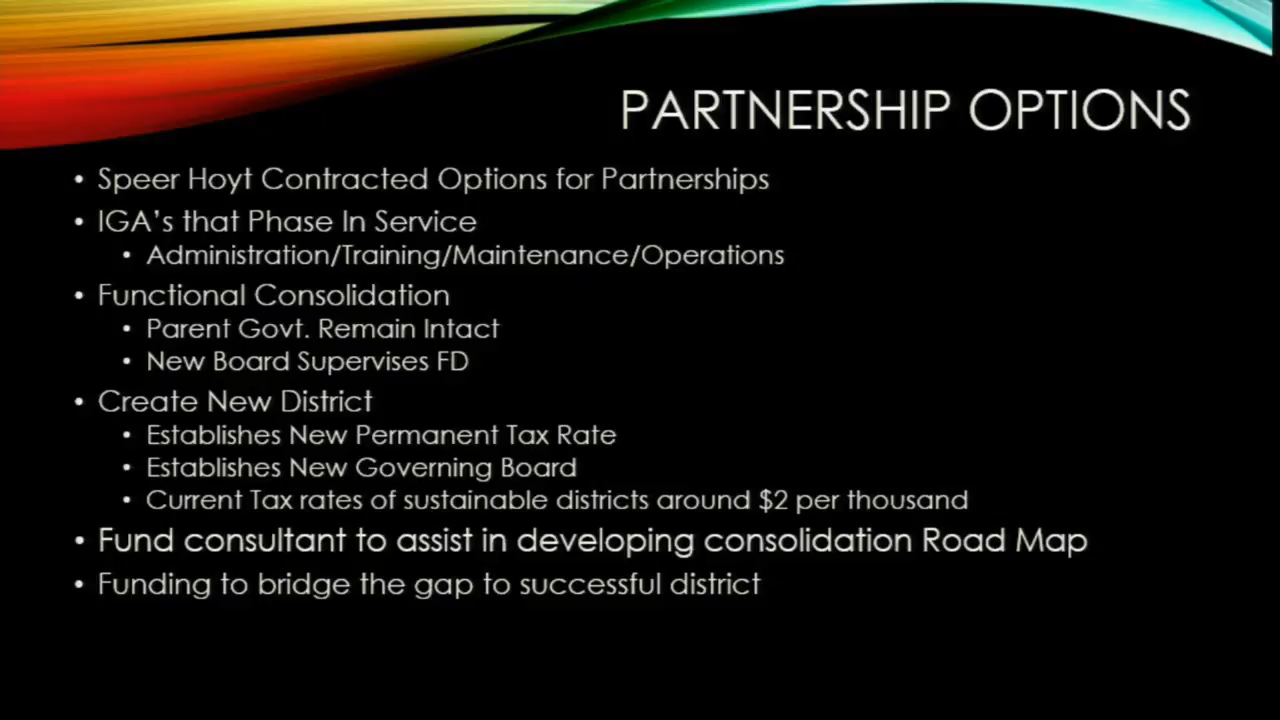 PARTNERSHIP OPTIONS
• Speer Hoyt Contracted Options for Partnerships
• IGA's that Phase In Service
• Administration/Training/Maintenance/Operations
• Functional Consolidation
• Parent Govt. Remain Intact
• New Board Supervises FD
• Create New District
• Establishes New Permanent Tax Rate
• Establishes New Governing Board
• Current Tax rates of sustainable districts around $2 per thousand
• Fund consultant to assist in developing consolidation Road Map
• Funding to bridge the gap to successful district